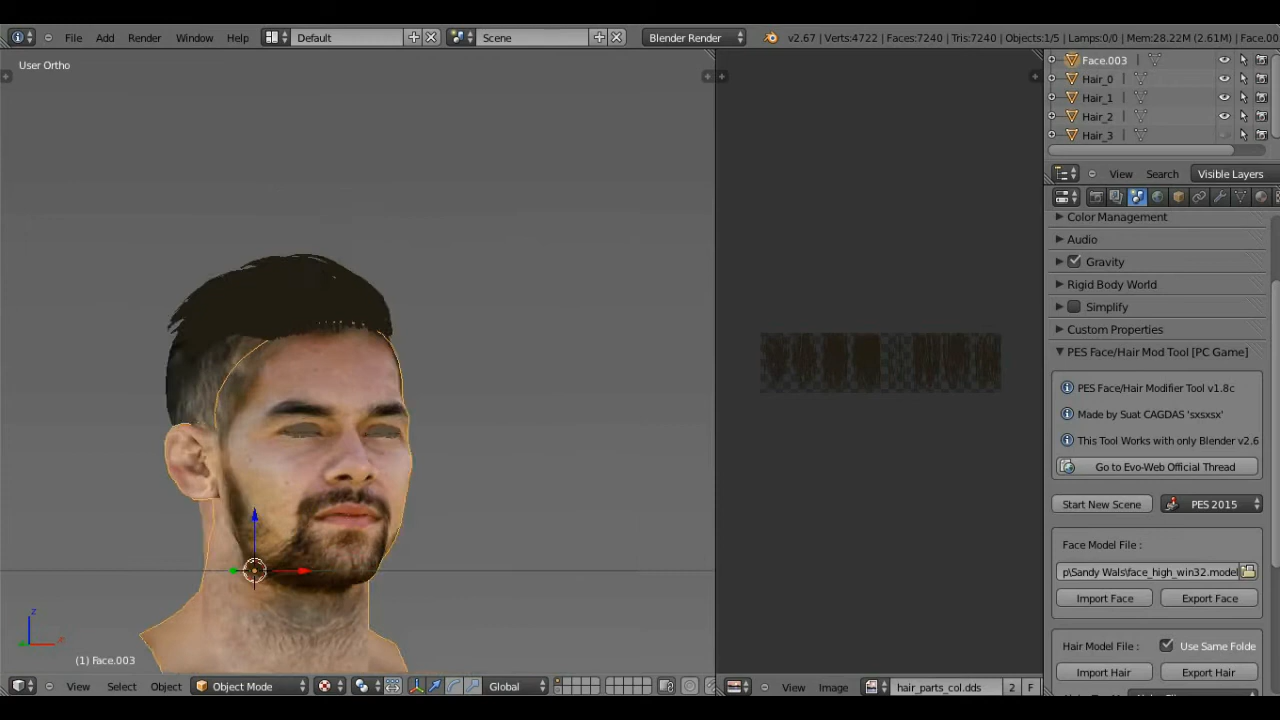 File Add Render Window Help Default Scene Blender Render v2.67 | Verts:4722 | Faces:7240 | Tris:7240 | Objects:1/5 | Lamps:0/0 | Mem:28.22M (2.61M) | Face.00
User Ortho
Face.003
Hair_0
Hair_1
Hair_2
Hair_3
View Search Visible Layers
Color Management
Audio
Gravity
Rigid Body World
Simplify
Custom Properties
PES Face/Hair Mod Tool [PC Game]
PES Face/Hair Modifier Tool v1.8c
Made by Suat CAGDAS 'sxsxsx'
This Tool Works with only Blender v2.6
Go to Evo-Web Official Thread
Start New Scene PES 2015
Face Model File :
p\Sandy Wals\face_high_win32.model
Import Face Export Face
Hair Model File : Use Same Folde
Import Hair Export Hair
z
x
(1) Face.003
View Select Object Object Mode Global
View Image hair_parts_col.dds 2 F